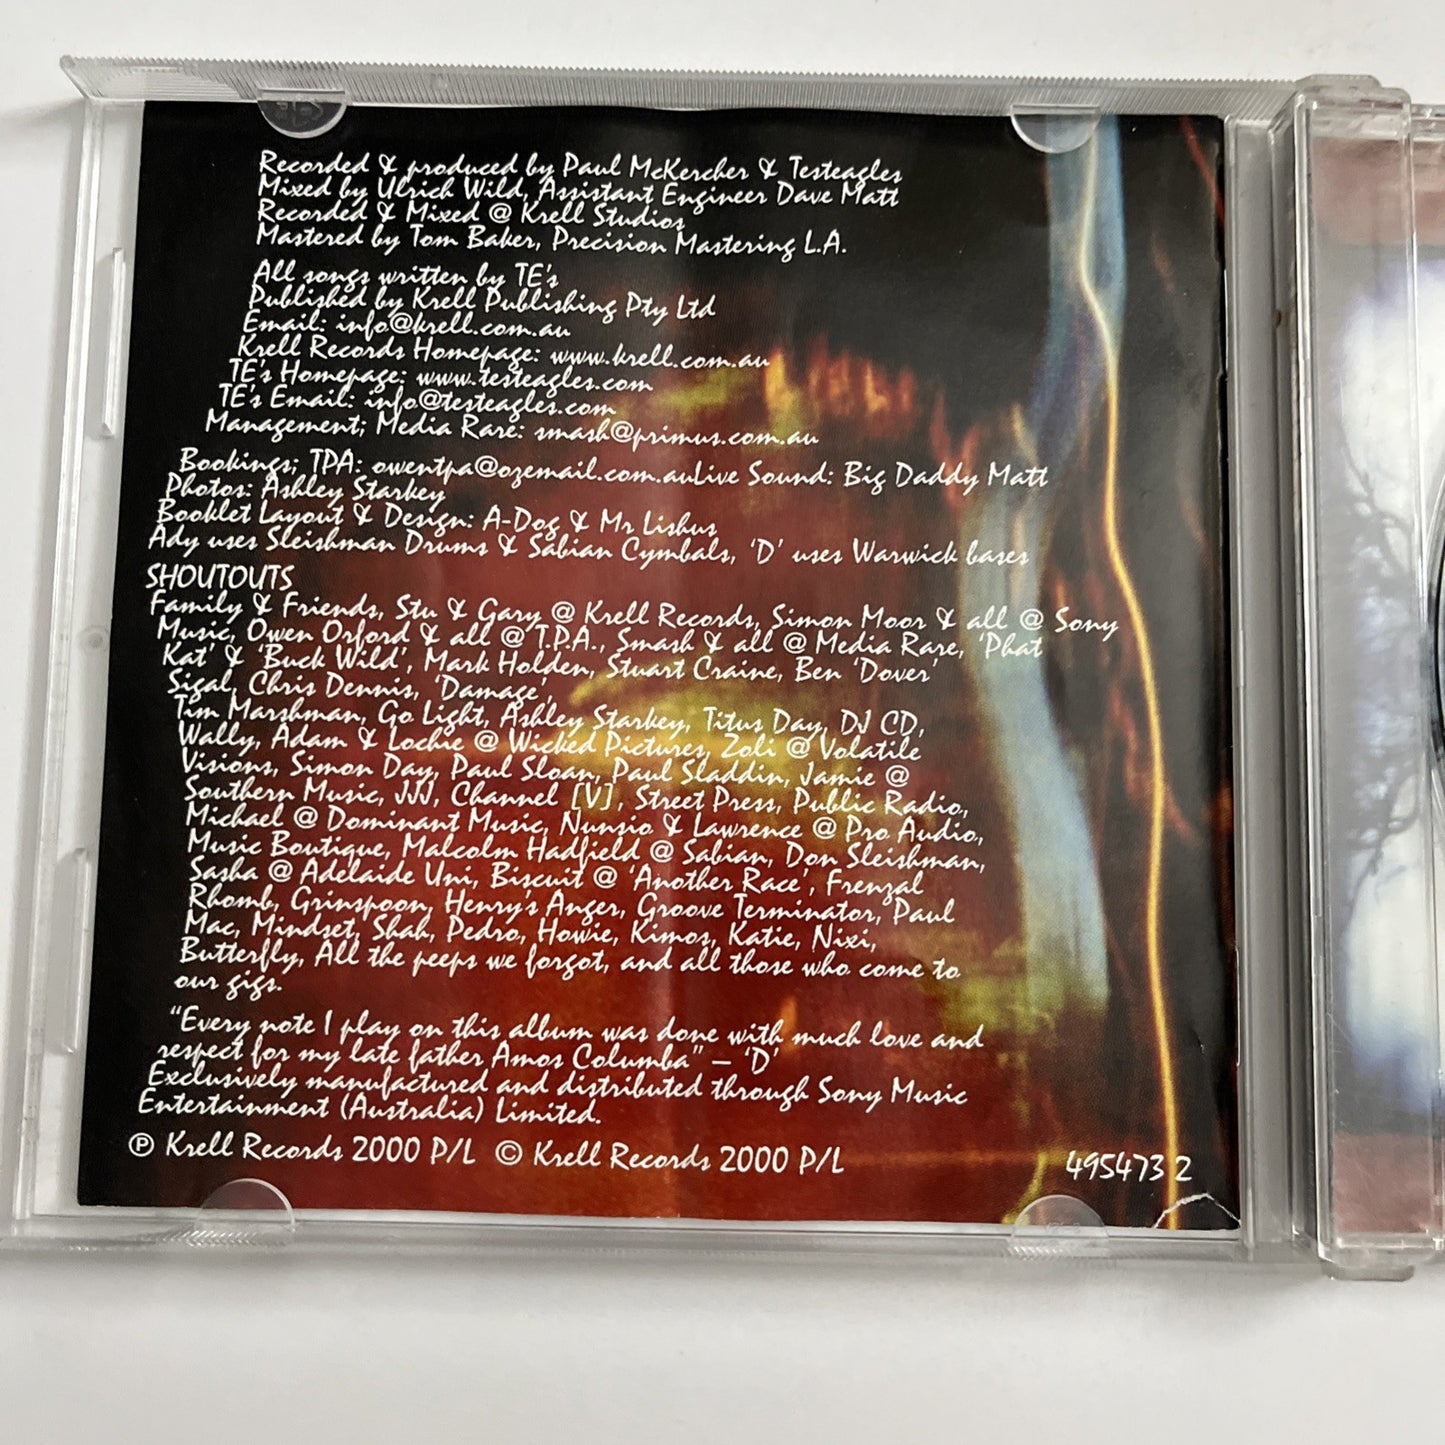 Recorded & produced by Paul McKercher & Testeagles
Mixed by Ulrich Wild, Assistant Engineer Dave Matt
Recorded & Mixed @ Krell Studios
Mastered by Tom Baker, Precision Mastering L.A.
All songs written by TE's
Published by Krell Publishing Pty Ltd
Email: info@krell.com.au
Krell Records Homepage: www.krell.com.au
TE's Homepage: www.testeagles.com
TE's Email: info@testeagles.com
Management; Media Rare: smash@primus.com.au
Bookings; TPA: owentpa@ozemail.com.auLive Sound: Big Daddy Matt
Photos: Ashley Starkey
Booklet Layout & Design: A-Dog & Mr Lishus
Ady uses Sleishman Drums & Sabian Cymbals, 'D' uses Warwick bases
SHOUTOUTS
Family & Friends, Stu & Gary @ Krell Records, Simon Moor & all @ Sony
Music, Owen Orford & all @ T.P.A., Smash & all @ Media Rare, 'Phat
Kat' & 'Buck Wild', Mark Holden, Stuart Craine, Ben 'Dover'
Sigal, Chris Dennis, 'Damage',
Tim Marshman, Go Light, Ashley Starkey, Titus Day, DJ CD,
Wally, Adam & Lochie @ Wicked Pictures, Zoli @ Volatile
Visions, Simon Day, Paul Sloan, Paul Sladdin, Jamie @
Southern Music, JJJ, Channel [V], Street Press, Public Radio,
Michael @ Dominant Music, Nunsio & Lawrence @ Pro Audio,
Music Boutique, Malcolm Hadfield @ Sabian, Don Sleishman,
Sasha @ Adelaide Uni, Biscuit @ 'Another Race', Frenzal
Rhomb, Grinspoon, Henry's Anger, Groove Terminator, Paul
Mac, Mindset, Shah, Pedro, Howie, Kimos, Katie, Nixi,
Butterfly, All the peeps we forgot, and all those who come to
our gigs.
"Every note I play on this album was done with much love and
respect for my late father Amos Columba" – 'D'
Exclusively manufactured and distributed through Sony Music
Entertainment (Australia) Limited.
℗ Krell Records 2000 P/L © Krell Records 2000 P/L
495473 2